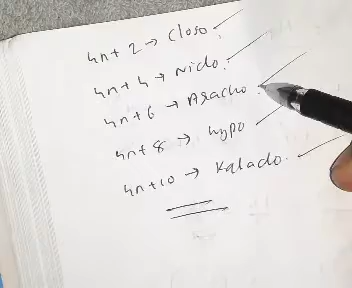 4n+2 → Closo
4n+4 → Nido
4n+6 → Aracho
4n+8 → hypo
4n+10 → Kalado